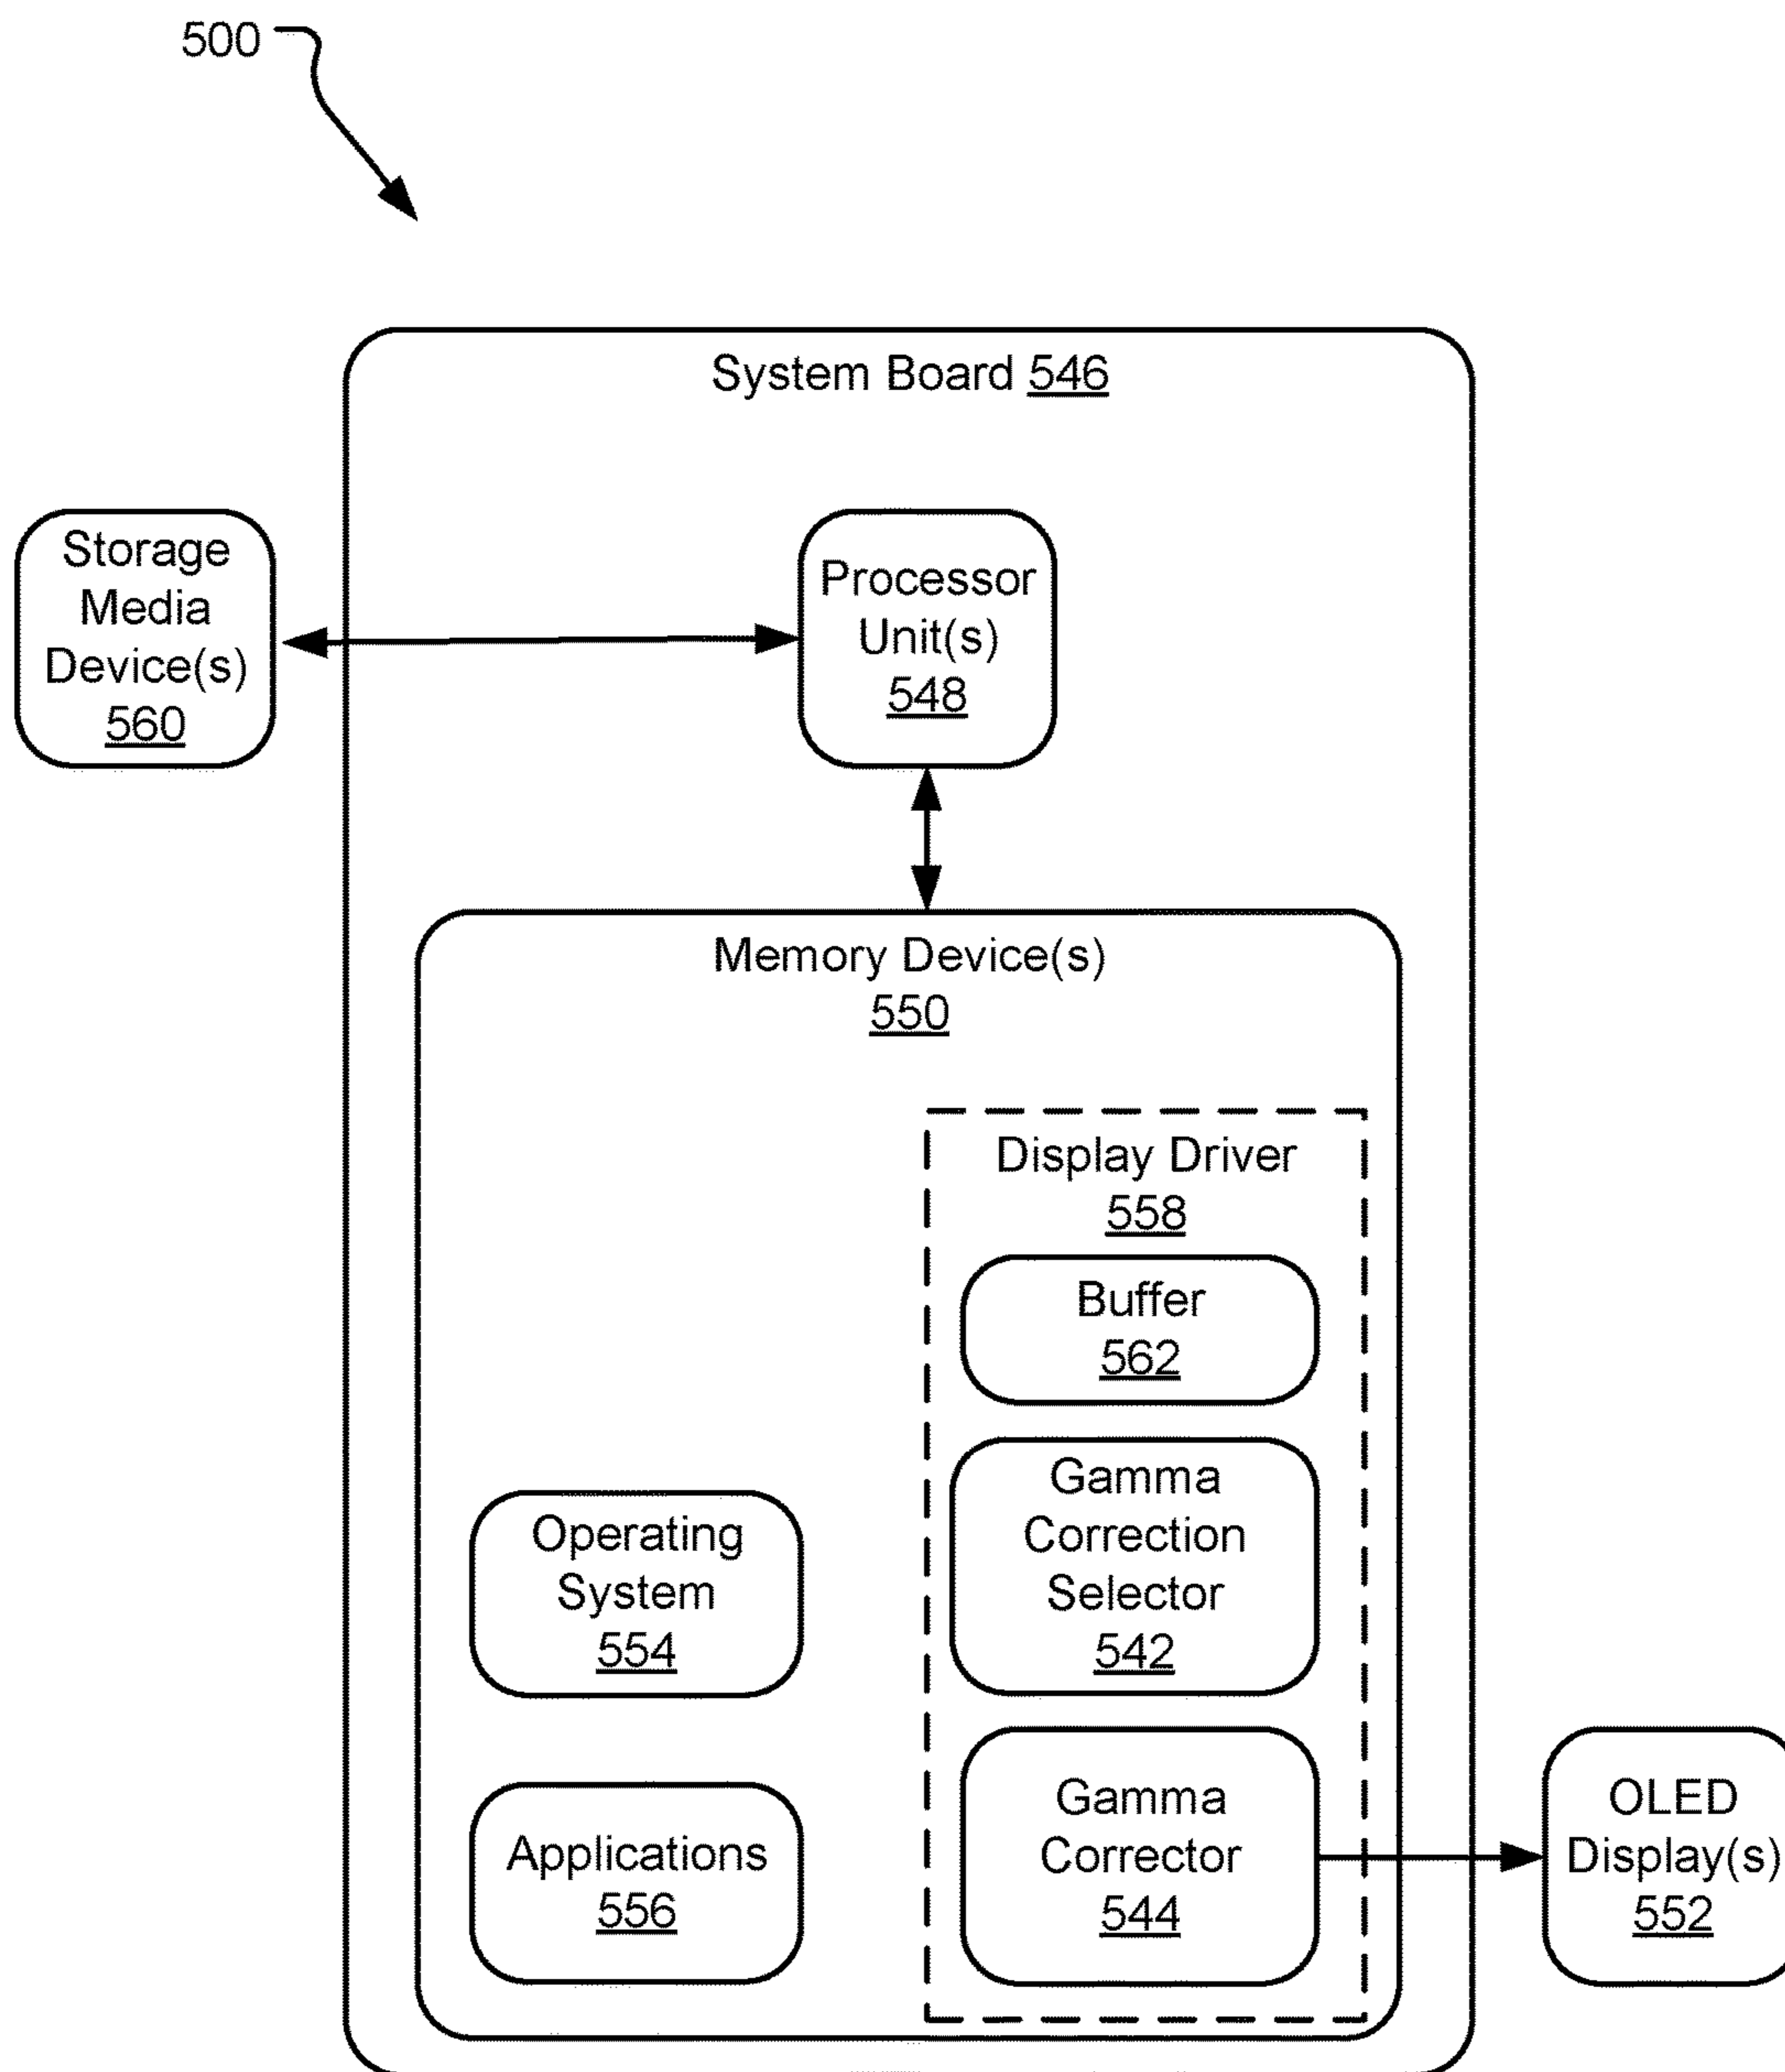 500
System Board 546
Storage
Media
Device(s)
560
Processor
Unit(s)
548
Memory Device(s)
550
Display Driver
558
Buffer
562
Gamma
Correction
Selector
542
Operating
System
554
Gamma
Corrector
544
Applications
556
OLED
Display(s)
552